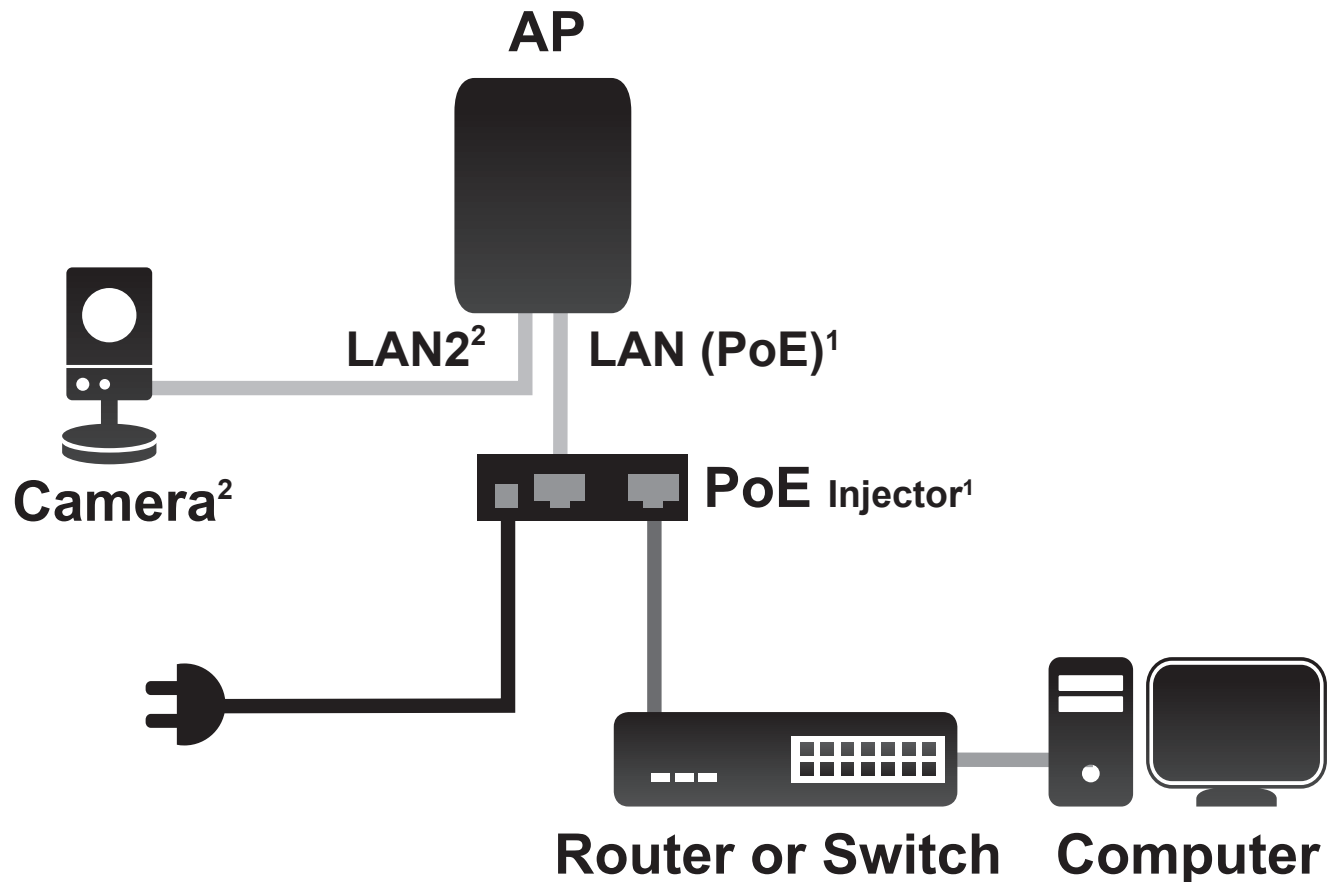 AP
LAN2²
LAN (PoE)¹
Camera²
PoE Injector¹
Router or Switch
Computer